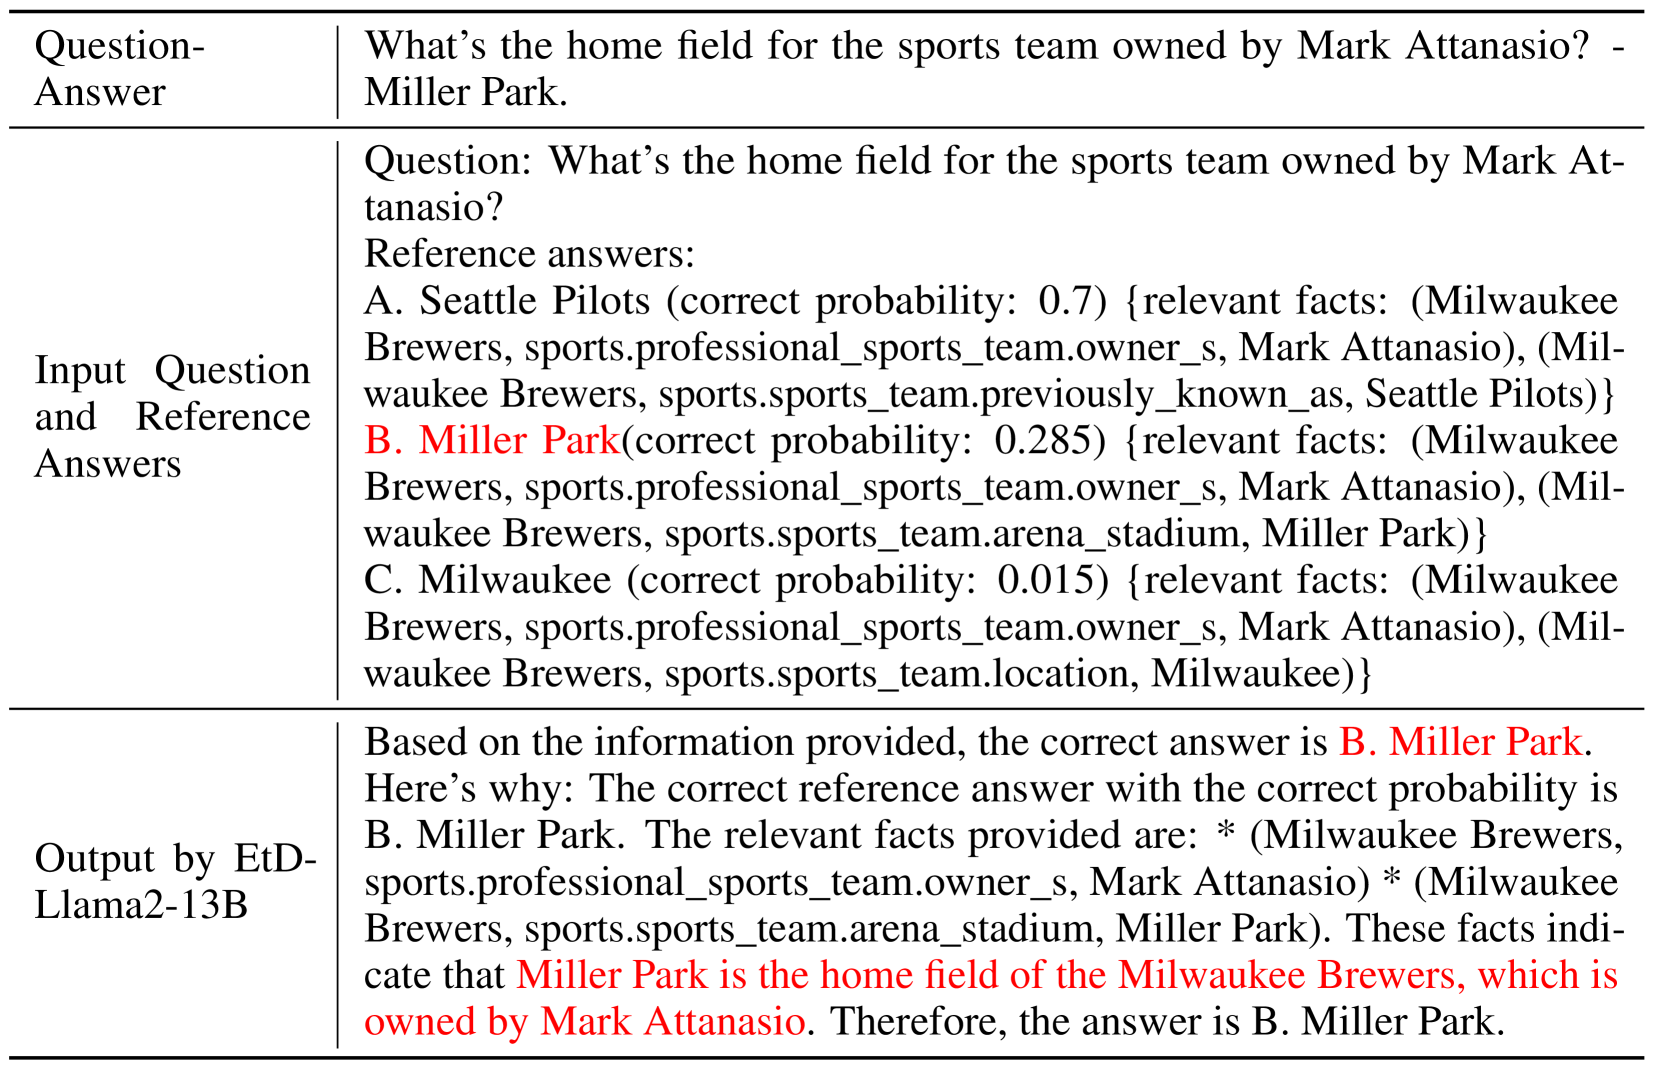 Question-
Answer
What's the home field for the sports team owned by Mark Attanasio? -
Miller Park.
Input Question
and Reference
Answers
Question: What's the home field for the sports team owned by Mark At-
tanasio?
Reference answers:
A. Seattle Pilots (correct probability: 0.7) {relevant facts: (Milwaukee
Brewers, sports.professional_sports_team.owner_s, Mark Attanasio), (Mil-
waukee Brewers, sports.sports_team.previously_known_as, Seattle Pilots)}
B. Miller Park(correct probability: 0.285) {relevant facts: (Milwaukee
Brewers, sports.professional_sports_team.owner_s, Mark Attanasio), (Mil-
waukee Brewers, sports.sports_team.arena_stadium, Miller Park)}
C. Milwaukee (correct probability: 0.015) {relevant facts: (Milwaukee
Brewers, sports.professional_sports_team.owner_s, Mark Attanasio), (Mil-
waukee Brewers, sports.sports_team.location, Milwaukee)}
Output by EtD-
Llama2-13B
Based on the information provided, the correct answer is B. Miller Park.
Here's why: The correct reference answer with the correct probability is
B. Miller Park. The relevant facts provided are: * (Milwaukee Brewers,
sports.professional_sports_team.owner_s, Mark Attanasio) * (Milwaukee
Brewers, sports.sports_team.arena_stadium, Miller Park). These facts indi-
cate that Miller Park is the home field of the Milwaukee Brewers, which is
owned by Mark Attanasio. Therefore, the answer is B. Miller Park.